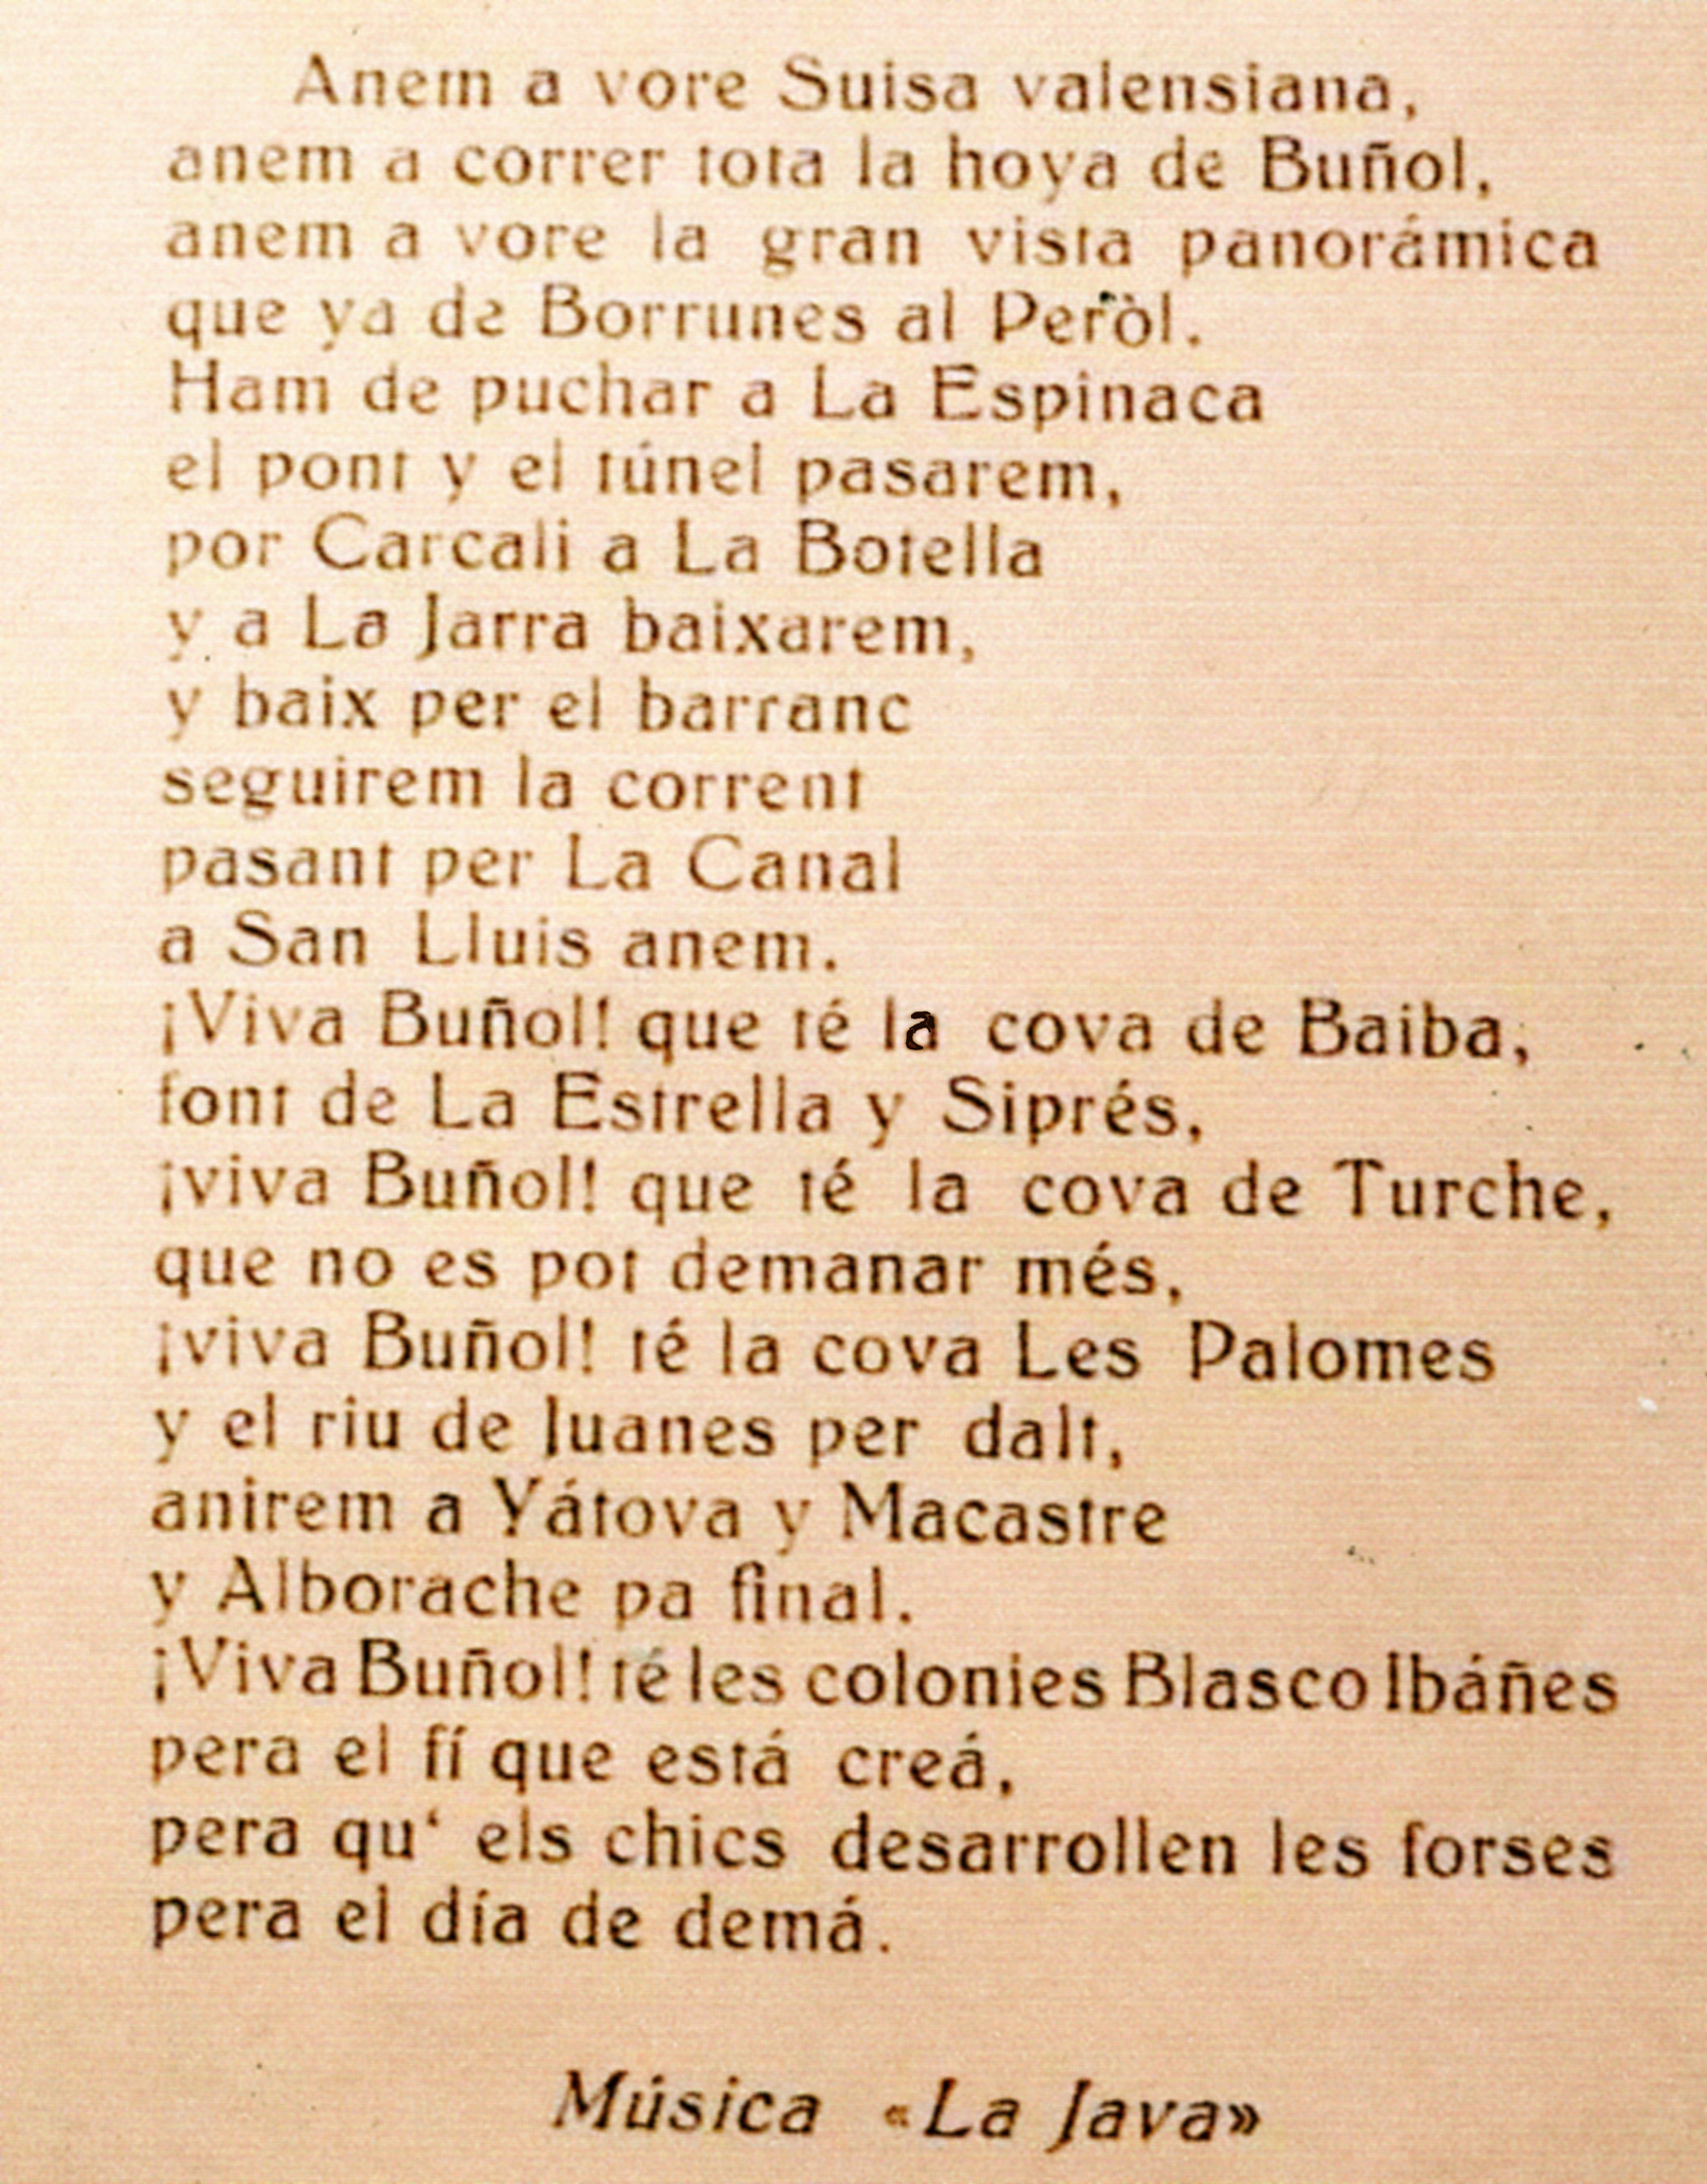 Anem a vore Suisa valensiana,
anem a correr tota la hoya de Buñol,
anem a vore la gran vista panorámica
que ya de Borrunes al Peròl.
Ham de puchar a La Espinaca
el pont y el túnel pasarem,
por Carcali a La Botella
y a La Jarra baixarem,
y baix per el barranc
seguirem la corrent
pasant per La Canal
a San Lluis anem.
¡Viva Buñol! que té la cova de Baiba,
font de La Estrella y Siprés,
¡viva Buñol! que té la cova de Turche,
que no es pot demanar més,
¡viva Buñol! té la cova Les Palomes
y el riu de Juanes per dalt,
anirem a Yátova y Macastre
y Alborache pa final.
¡Viva Buñol! té les colonies Blasco Ibáñes
pera el fí que está creá,
pera qu‘ els chics desarrollen les forses
pera el día de demá.
Música «La Java»